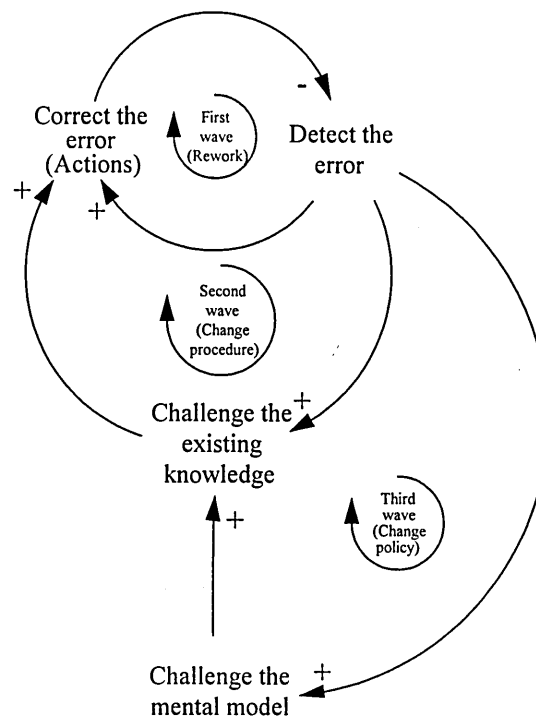 -
Correct the
error
(Actions)
First
wave
(Rework)
Detect the
error
+
+
Second
wave
(Change
procedure)
+
Challenge the
existing
knowledge
+
Third
wave
(Change
policy)
Challenge the
mental model
+